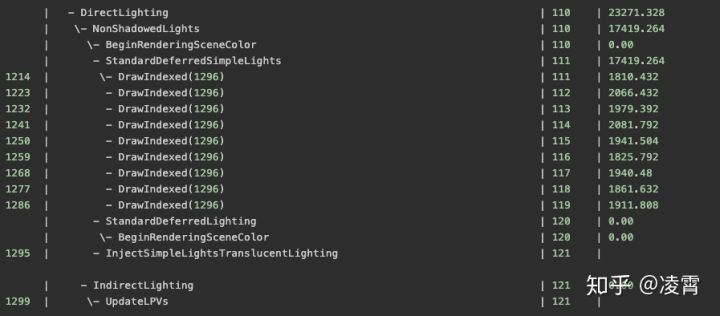 | - DirectLighting | 110 | 23271.328
| \- NonShadowedLights | 110 | 17419.264
| \- BeginRenderingSceneColor | 110 | 0.00
| - StandardDeferredSimpleLights | 111 | 17419.264
1214 | \- DrawIndexed(1296) | 111 | 1810.432
1223 | - DrawIndexed(1296) | 112 | 2066.432
1232 | - DrawIndexed(1296) | 113 | 1979.392
1241 | - DrawIndexed(1296) | 114 | 2081.792
1250 | - DrawIndexed(1296) | 115 | 1941.504
1259 | - DrawIndexed(1296) | 116 | 1825.792
1268 | - DrawIndexed(1296) | 117 | 1940.48
1277 | - DrawIndexed(1296) | 118 | 1861.632
1286 | - DrawIndexed(1296) | 119 | 1911.808
| - StandardDeferredLighting | 120 | 0.00
| \- BeginRenderingSceneColor | 120 | 0.00
1295 | - InjectSimpleLightsTranslucentLighting | 121 |
| - IndirectLighting | 121 | 0.00
1299 | \- UpdateLPVs | 121 |
知乎 @凌霄